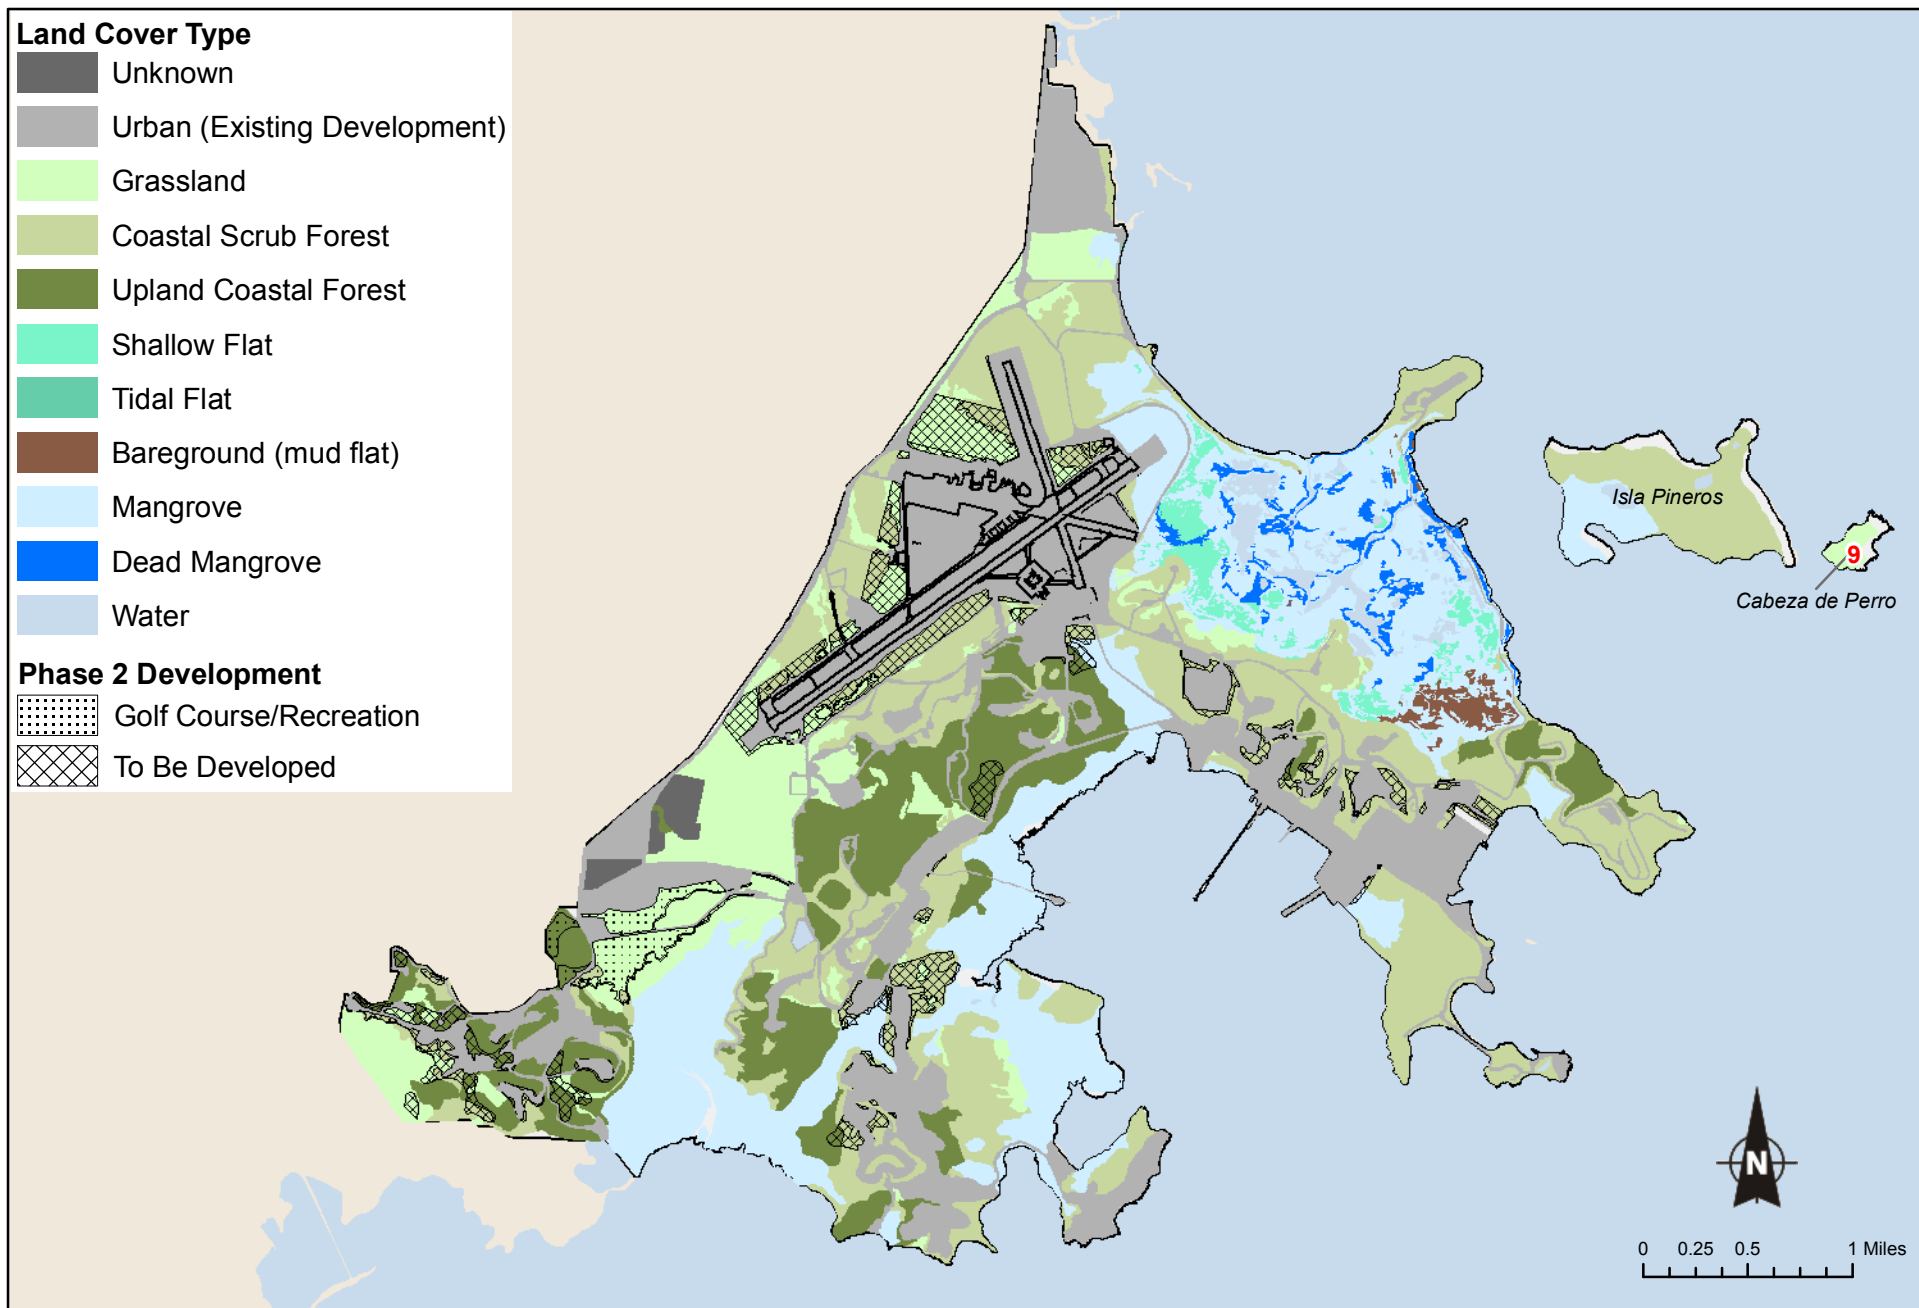 Land Cover Type
Unknown
Urban (Existing Development)
Grassland
Coastal Scrub Forest
Upland Coastal Forest
Shallow Flat
Tidal Flat
Bareground (mud flat)
Mangrove
Dead Mangrove
Water
Phase 2 Development
Golf Course/Recreation
To Be Developed
Isla Pineros
9
Cabeza de Perro
N
0 0.25 0.5 1 Miles